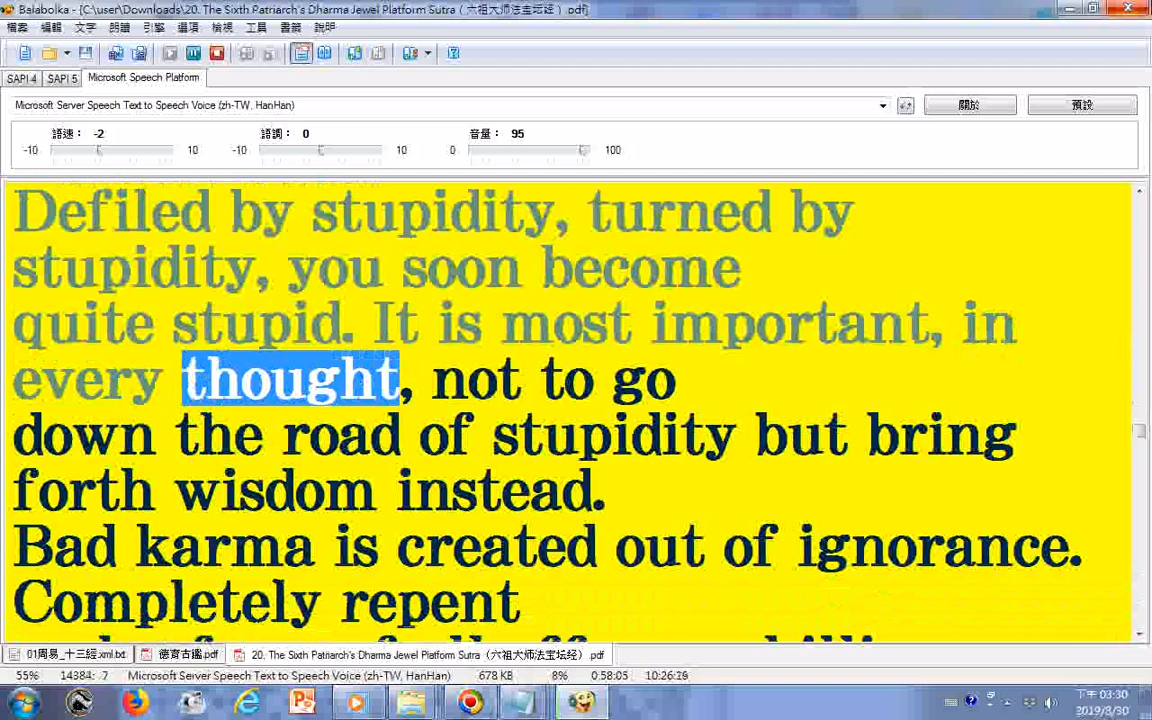 Balabolka - [C:\user\Downloads\20. The Sixth Patriarch's Dharma Jewel Platform Sutra（六祖大师法宝坛经）.pdf]
檔案 編輯 文字 朗讀 引擎 選項 檢視 工具 書籤 說明
SAPI 4 SAPI 5 Microsoft Speech Platform
Microsoft Server Speech Text to Speech Voice (zh-TW, HanHan) 關於 預設
語速： -2 語調： 0 音量： 95
-10 10 -10 10 0 100
Defiled by stupidity, turned by
stupidity, you soon become
quite stupid. It is most important, in
every thought, not to go
down the road of stupidity but bring
forth wisdom instead.
Bad karma is created out of ignorance.
Completely repent
01周易_十三經.xml.txt 德育古鑑.pdf 20. The Sixth Patriarch's Dharma Jewel Platform Sutra（六祖大师法宝坛经）.pdf
55% 14384: 7 Microsoft Server Speech Text to Speech Voice (zh-TW, HanHan) 678 KB 8% 0:58:05 10:26:29
下午 03:30
2019/8/30